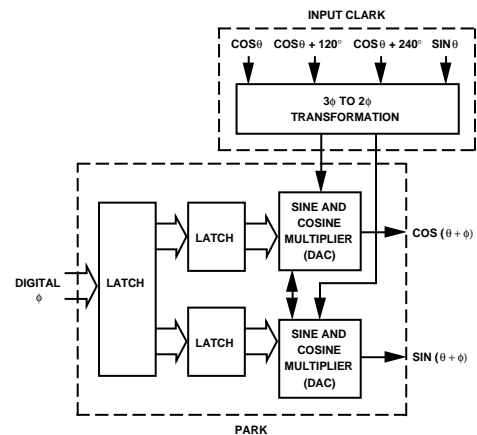 INPUT CLARK
COSθ COSθ + 120° COSθ + 240° SINθ
3ϕ TO 2ϕ
TRANSFORMATION
SINE AND
COSINE
MULTIPLIER
(DAC)
LATCH
COS (θ + ϕ)
DIGITAL
ϕ
LATCH
LATCH
SINE AND
COSINE
MULTIPLIER
(DAC)
SIN (θ + ϕ)
PARK